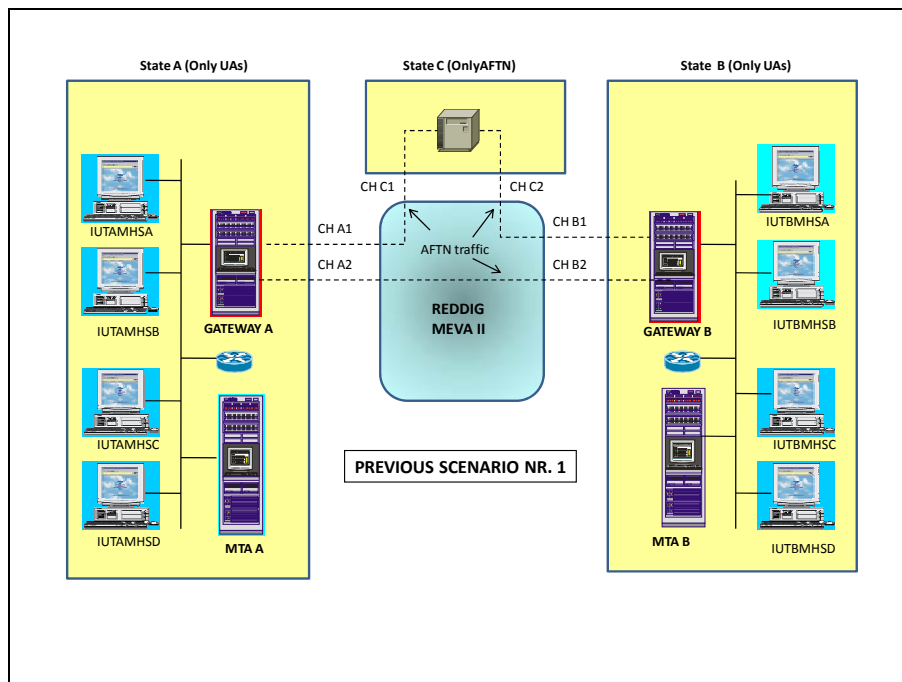 State A (Only UAs)
State C (OnlyAFTN)
State B (Only UAs)
CH C1
CH C2
IUTAMHSA
IUTBMHSA
CH A1
CH B1
AFTN traffic
CH A2
CH B2
IUTAMHSB
IUTBMHSB
REDDIG
MEVA II
GATEWAY A
GATEWAY B
IUTAMHSC
IUTBMHSC
PREVIOUS SCENARIO NR. 1
IUTAMHSD
MTA A
MTA B
IUTBMHSD